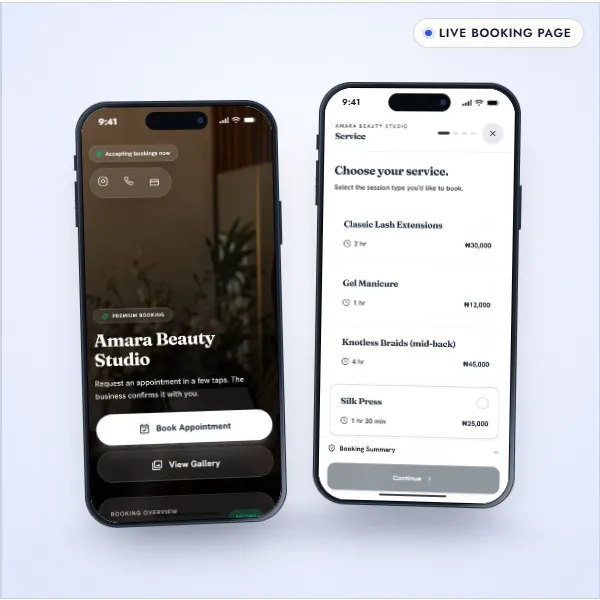 LIVE BOOKING PAGE
9:41
Accepting bookings now
PREMIUM BOOKING
Amara Beauty
Studio
Request an appointment in a few taps. The
business confirms it with you.
Book Appointment
View Gallery
BOOKING OVERVIEW
9:41
AMARA BEAUTY STUDIO
Service
Choose your service.
Select the session type you'd like to book.
Classic Lash Extensions
2 hr
₦30,000
Gel Manicure
1 hr
₦12,000
Knotless Braids (mid-back)
4 hr
₦45,000
Silk Press
1 hr 30 min
₦25,000
Booking Summary
Continue